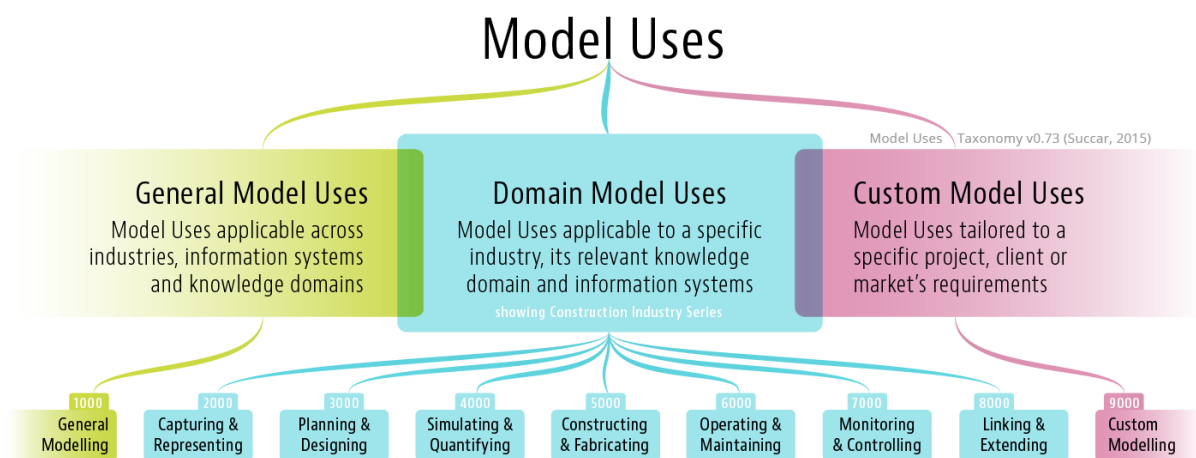 Model Uses
Model Uses Taxonomy v0.73 (Succar, 2015)
General Model Uses
Model Uses applicable across
industries, information systems
and knowledge domains
Domain Model Uses
Model Uses applicable to a specific
industry, its relevant knowledge
domain and information systems
showing Construction Industry Series
Custom Model Uses
Model Uses tailored to a
specific project, client or
market's requirements
1000
General
Modelling
2000
Capturing &
Representing
3000
Planning &
Designing
4000
Simulating &
Quantifying
5000
Constructing
& Fabricating
6000
Operating &
Maintaining
7000
Monitoring
& Controlling
8000
Linking &
Extending
9000
Custom
Modelling